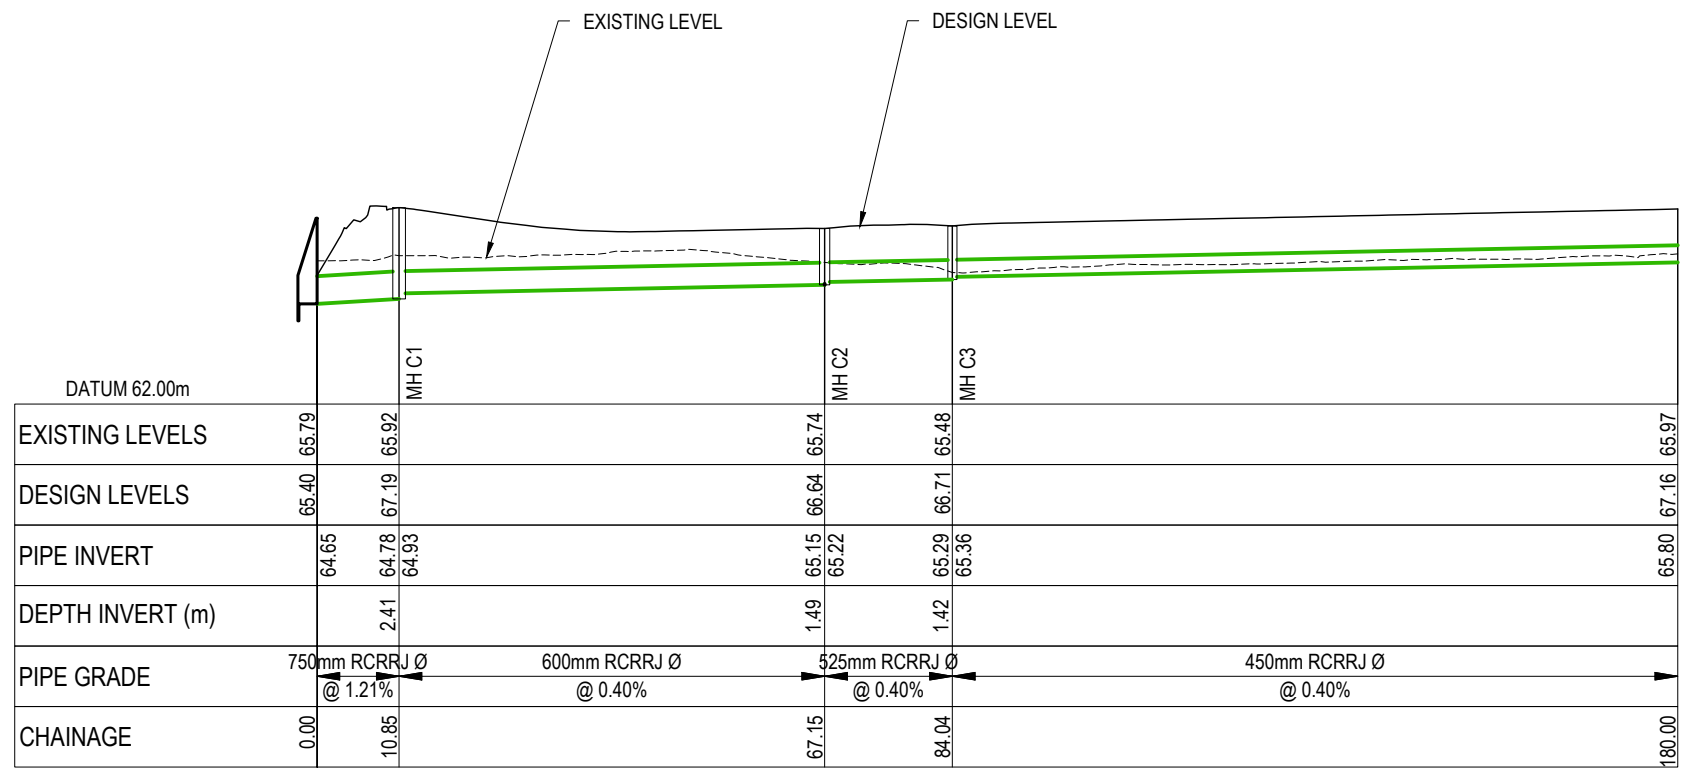 EXISTING LEVEL
DESIGN LEVEL
MH C1
MH C2
MH C3
DATUM 62.00m
EXISTING LEVELS 65.79 65.92 65.74 65.48 65.97
DESIGN LEVELS 65.40 67.19 66.64 66.71 67.16
PIPE INVERT 64.65 64.78 64.93 65.15 65.22 65.29 65.36 65.80
DEPTH INVERT (m) 2.41 1.49 1.42
PIPE GRADE
750mm RCRRJ Ø 600mm RCRRJ Ø 525mm RCRRJ Ø 450mm RCRRJ Ø
@ 1.21% @ 0.40% @ 0.40% @ 0.40%
CHAINAGE 0.00 10.85 67.15 84.04 180.00